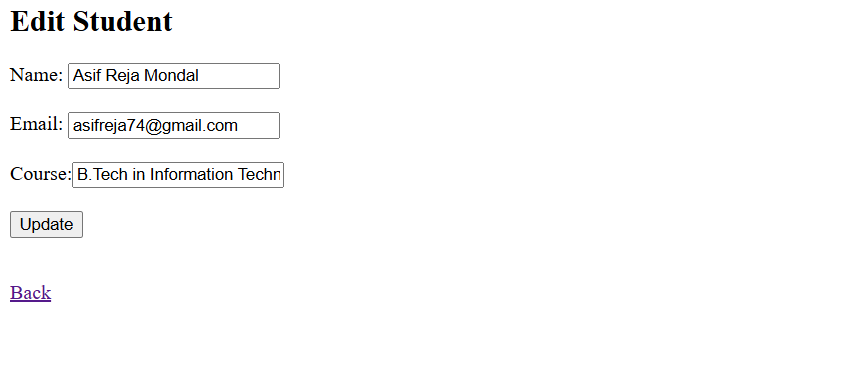 Edit Student
Name: Asif Reja Mondal
Email: asifreja74@gmail.com
Course: B.Tech in Information Techn
Update
Back